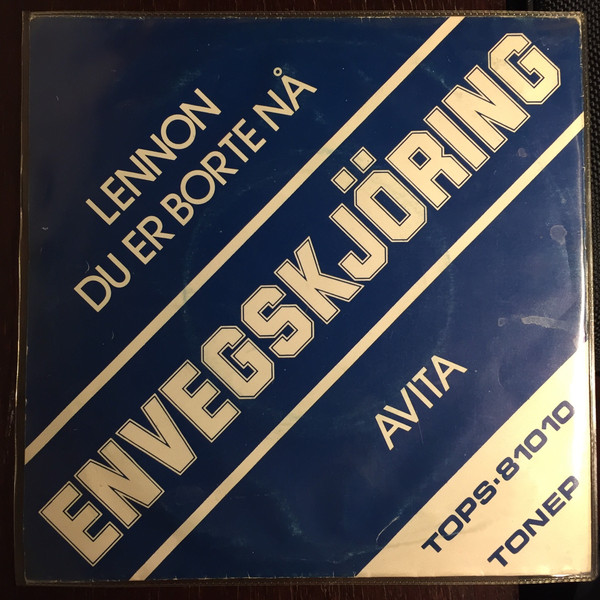 LENNON
DU ER BORTE NÅ
ENVEGSKJÖRING
AVITA
TOPS·81010
TONEP